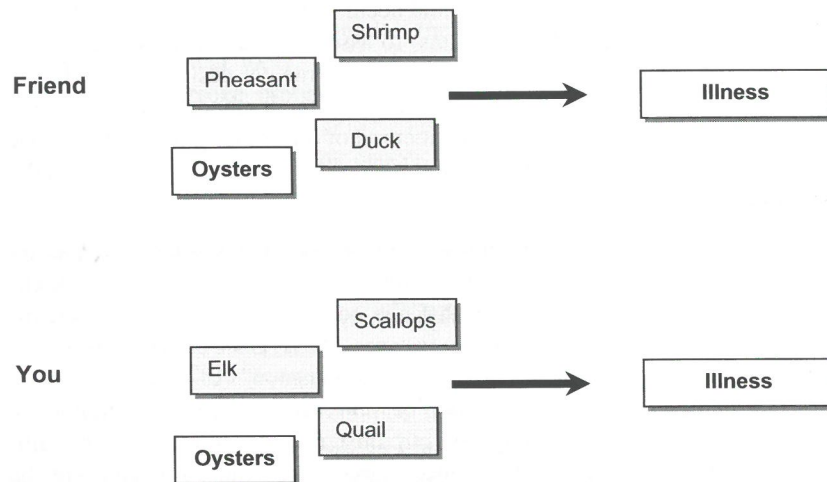 Shrimp
Friend
Pheasant
Illness
Duck
Oysters
Scallops
You
Elk
Illness
Quail
Oysters